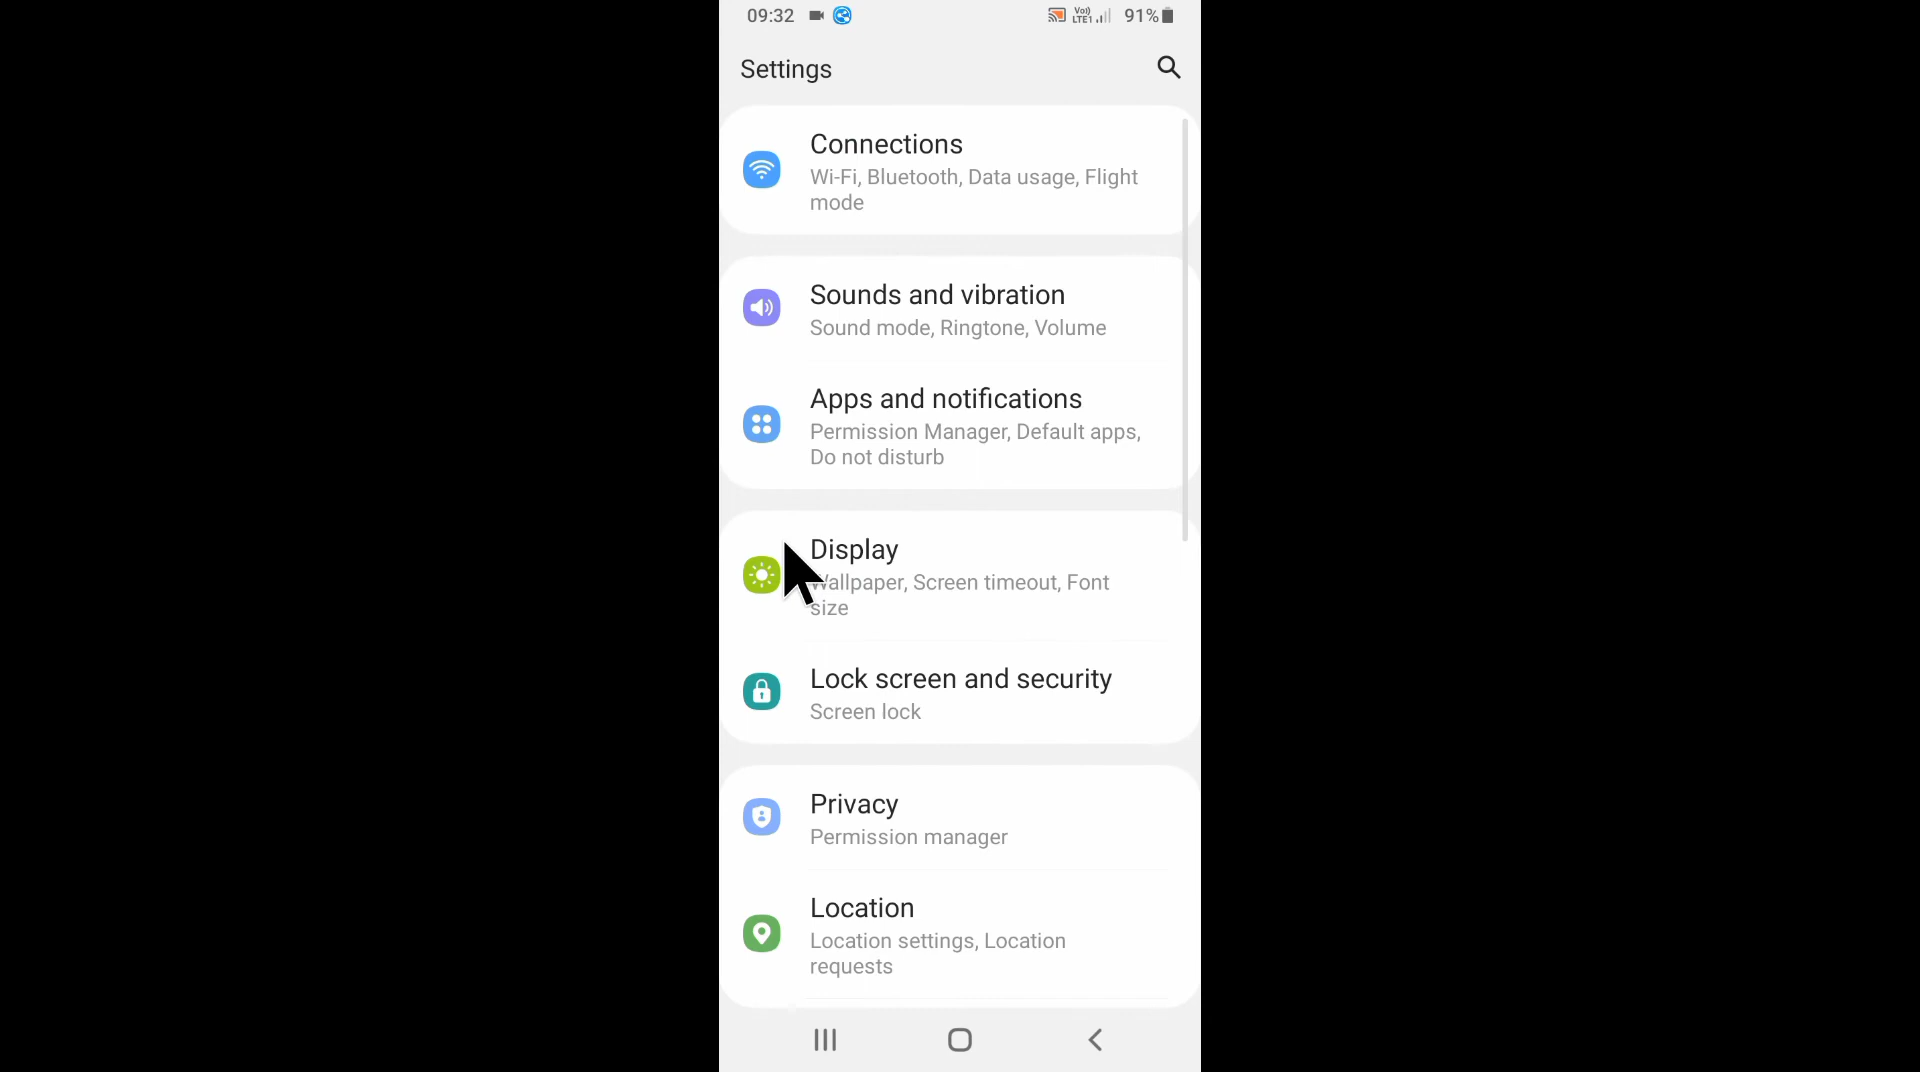 09:32
Vo) LTE1 91%
Settings
Connections
Wi-Fi, Bluetooth, Data usage, Flight
mode
Sounds and vibration
Sound mode, Ringtone, Volume
Apps and notifications
Permission Manager, Default apps,
Do not disturb
Display
Wallpaper, Screen timeout, Font
size
Lock screen and security
Screen lock
Privacy
Permission manager
Location
Location settings, Location
requests